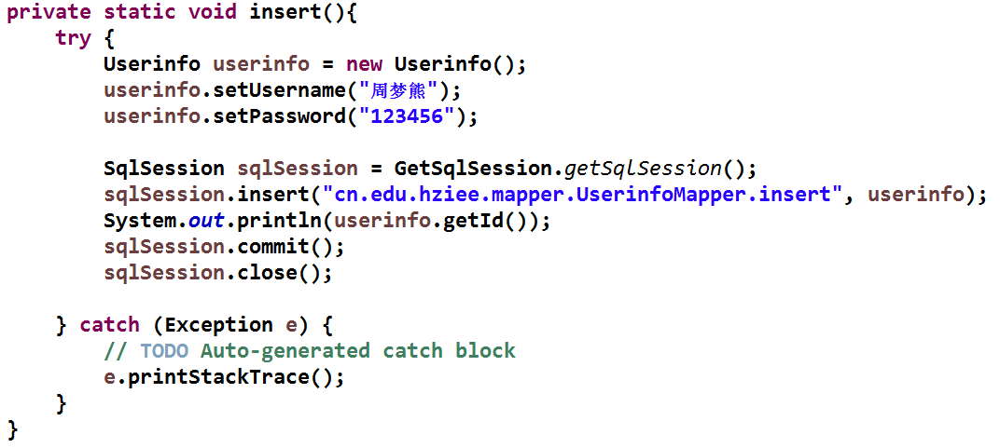 private static void insert(){
    try {
        Userinfo userinfo = new Userinfo();
        userinfo.setUsername("周梦熊");
        userinfo.setPassword("123456");

        SqlSession sqlSession = GetSqlSession.getSqlSession();
        sqlSession.insert("cn.edu.hziee.mapper.UserinfoMapper.insert", userinfo);
        System.out.println(userinfo.getId());
        sqlSession.commit();
        sqlSession.close();

    } catch (Exception e) {
        // TODO Auto-generated catch block
        e.printStackTrace();
    }
}